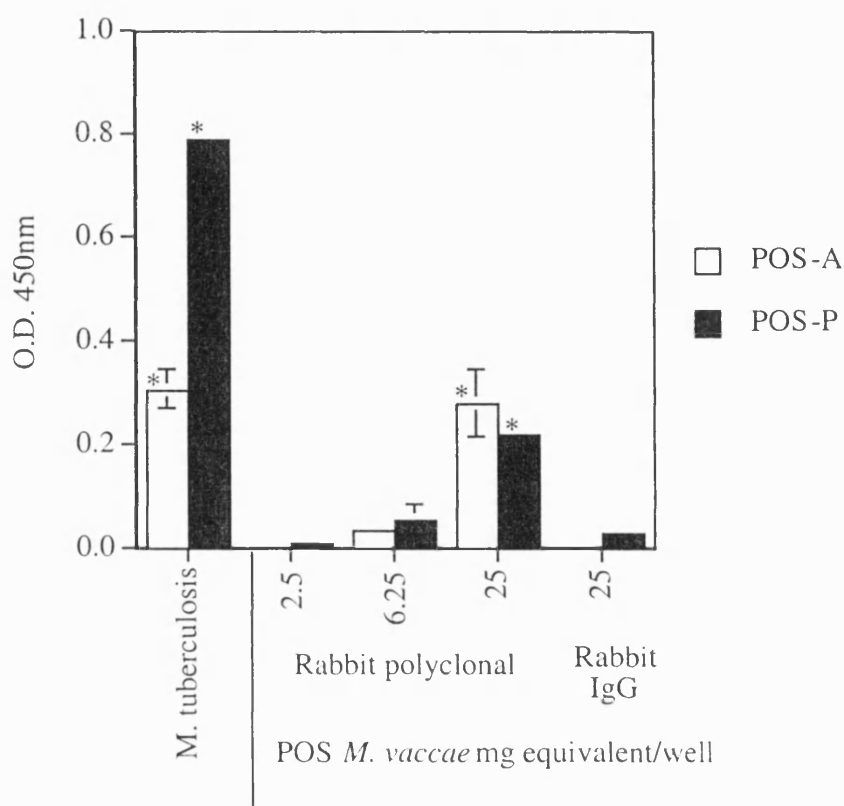 1.0
0.8
0.6
0.4
0.2
0.0
O.D. 450nm
*
*
*
*
POS-A
POS-P
M. tuberculosis
2.5
6.25
25
25
Rabbit polyclonal
Rabbit
IgG
POS M. vaccae mg equivalent/well